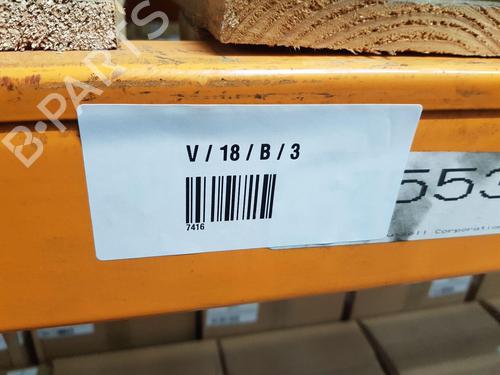 V / 18 / B / 3
7416
553
Corporation
B-PARTS